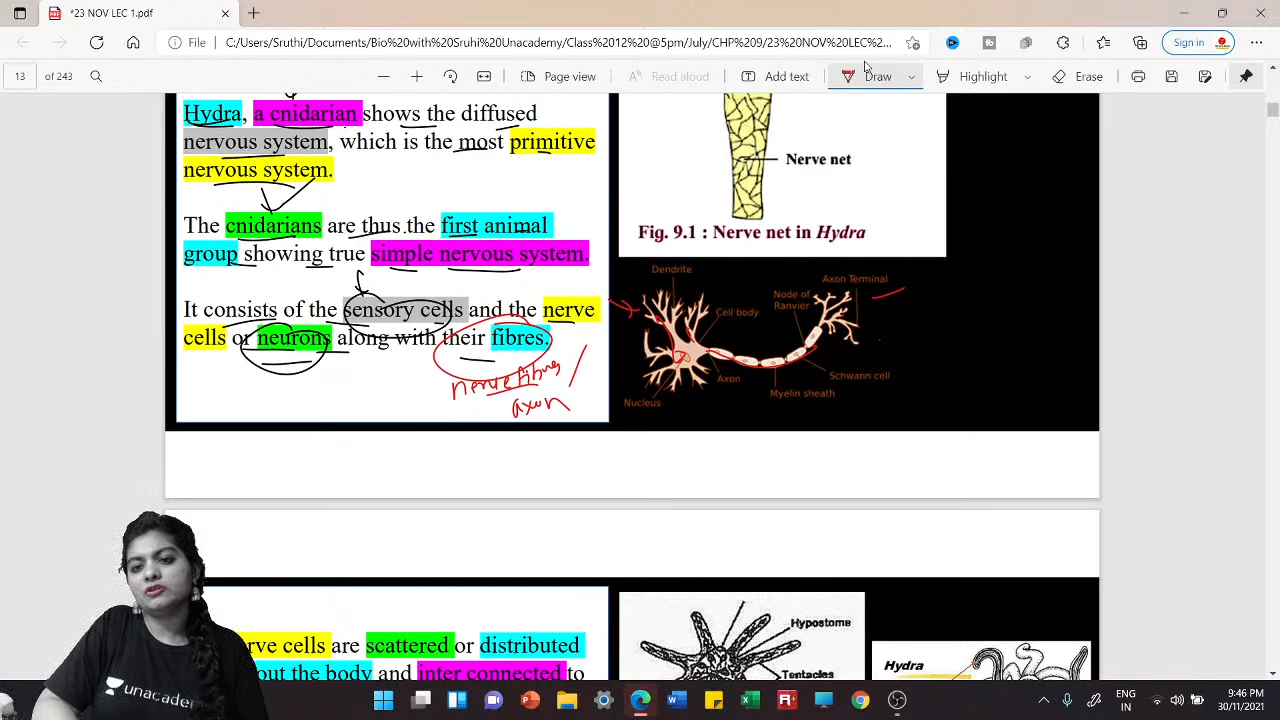 *23 NOV LEC 1.pdf
File
C:/Users/Sruthi/Documents/Bio%20with%20Sruhi%20Unacademy/Class%2012%20@5pm/July/CHP%209/23%20NOV%20LEC%2...
Sign in
13 of 243
Page view
Read aloud
Add text
Draw
Highlight
Erase
Hydra, a cnidarian shows the diffused
nervous system, which is the most primitive
nervous system.
The cnidarians are thus the first animal
group showing true simple nervous system.
It consists of the sensory cells and the nerve
cells or neurons along with their fibres.
nerve fibres /
axon
Nerve net
Fig. 9.1 : Nerve net in Hydra
Dendrite
Axon Terminal
Node of
Ranvier
Cell body
Axon
Schwann cell
Myelin sheath
Nucleus
rve cells are scattered or distributed
out the body and inter connected to
Hypostome
Tentacles
Hydra
unacade
ENG
IN
9:46 PM
30/11/2021